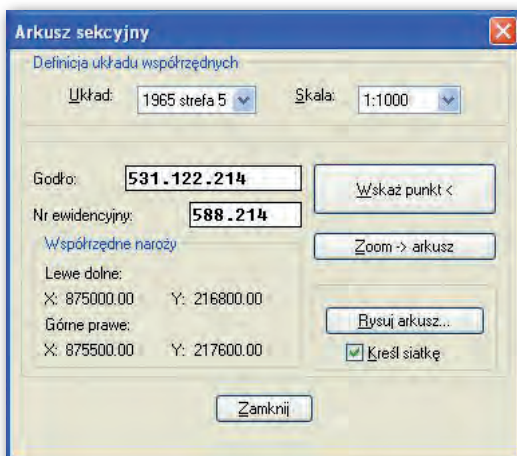 Arkusz sekcyjny
Definicja układu współrzędnych
Układ: 1965 strefa 5 Skala: 1:1000
Godło: 531.122.214
Wskaż punkt <
Nr ewidencyjny: 588.214
Współrzędne naroży
Zoom -> arkusz
Lewe dolne:
X: 875000.00 Y: 216800.00
Górne prawe:
Rysuj arkusz...
X: 875500.00 Y: 217600.00
Kreśl siatkę
Zamknij